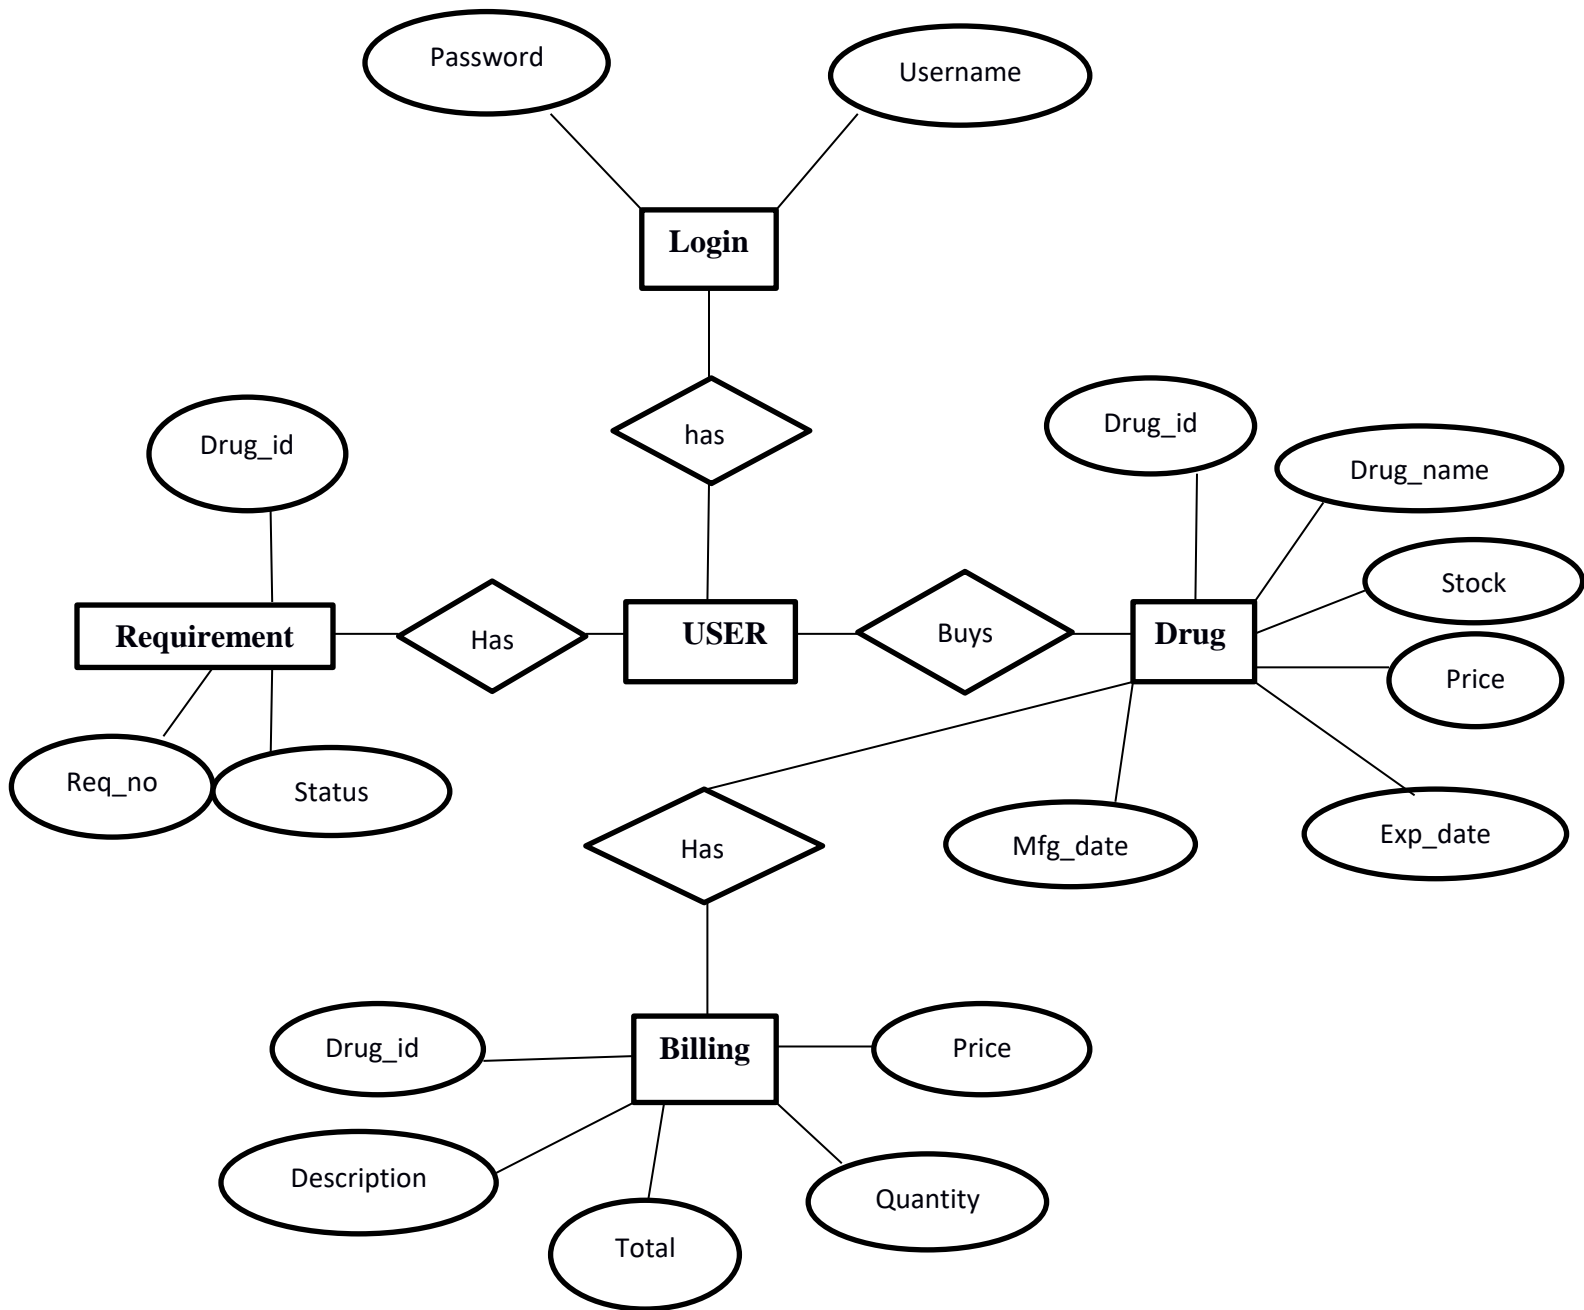 Password
Username
Login
has
Drug_id
Drug_id
Drug_name
Stock
Requirement
Has
USER
Buys
Drug
Price
Req_no
Status
Has
Mfg_date
Exp_date
Drug_id
Billing
Price
Description
Quantity
Total